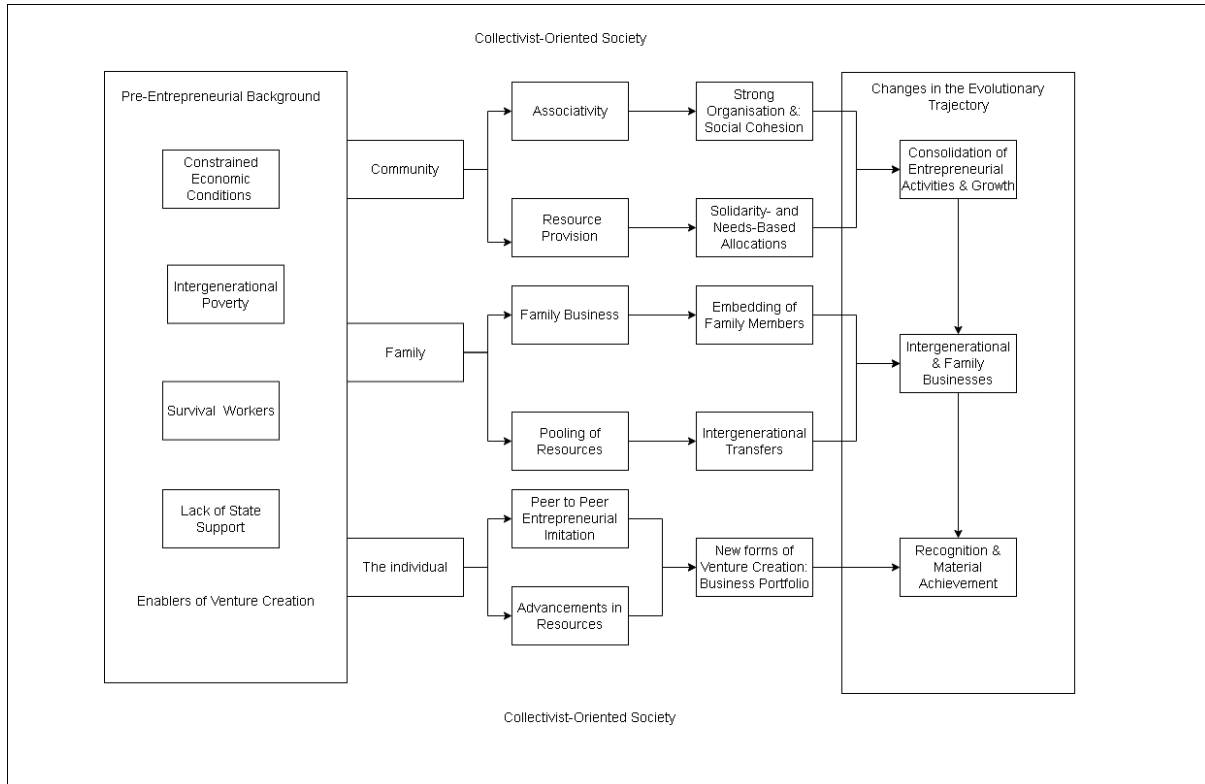 Collectivist-Oriented Society
Pre-Entrepreneurial Background
Constrained
Economic
Conditions
Intergenerational
Poverty
Survival Workers
Lack of State
Support
Enablers of Venture Creation
Community
Family
The individual
Associativity
Resource
Provision
Family Business
Pooling of
Resources
Peer to Peer
Entrepreneurial
Imitation
Advancements in
Resources
Strong
Organisation &:
Social Cohesion
Solidarity- and
Needs-Based
Allocations
Embedding of
Family Members
Intergenerational
Transfers
New forms of
Venture Creation:
Business Portfolio
Changes in the Evolutionary
Trajectory
Consolidation of
Entrepreneurial
Activities & Growth
Intergenerational
& Family
Businesses
Recognition &
Material
Achievement
Collectivist-Oriented Society